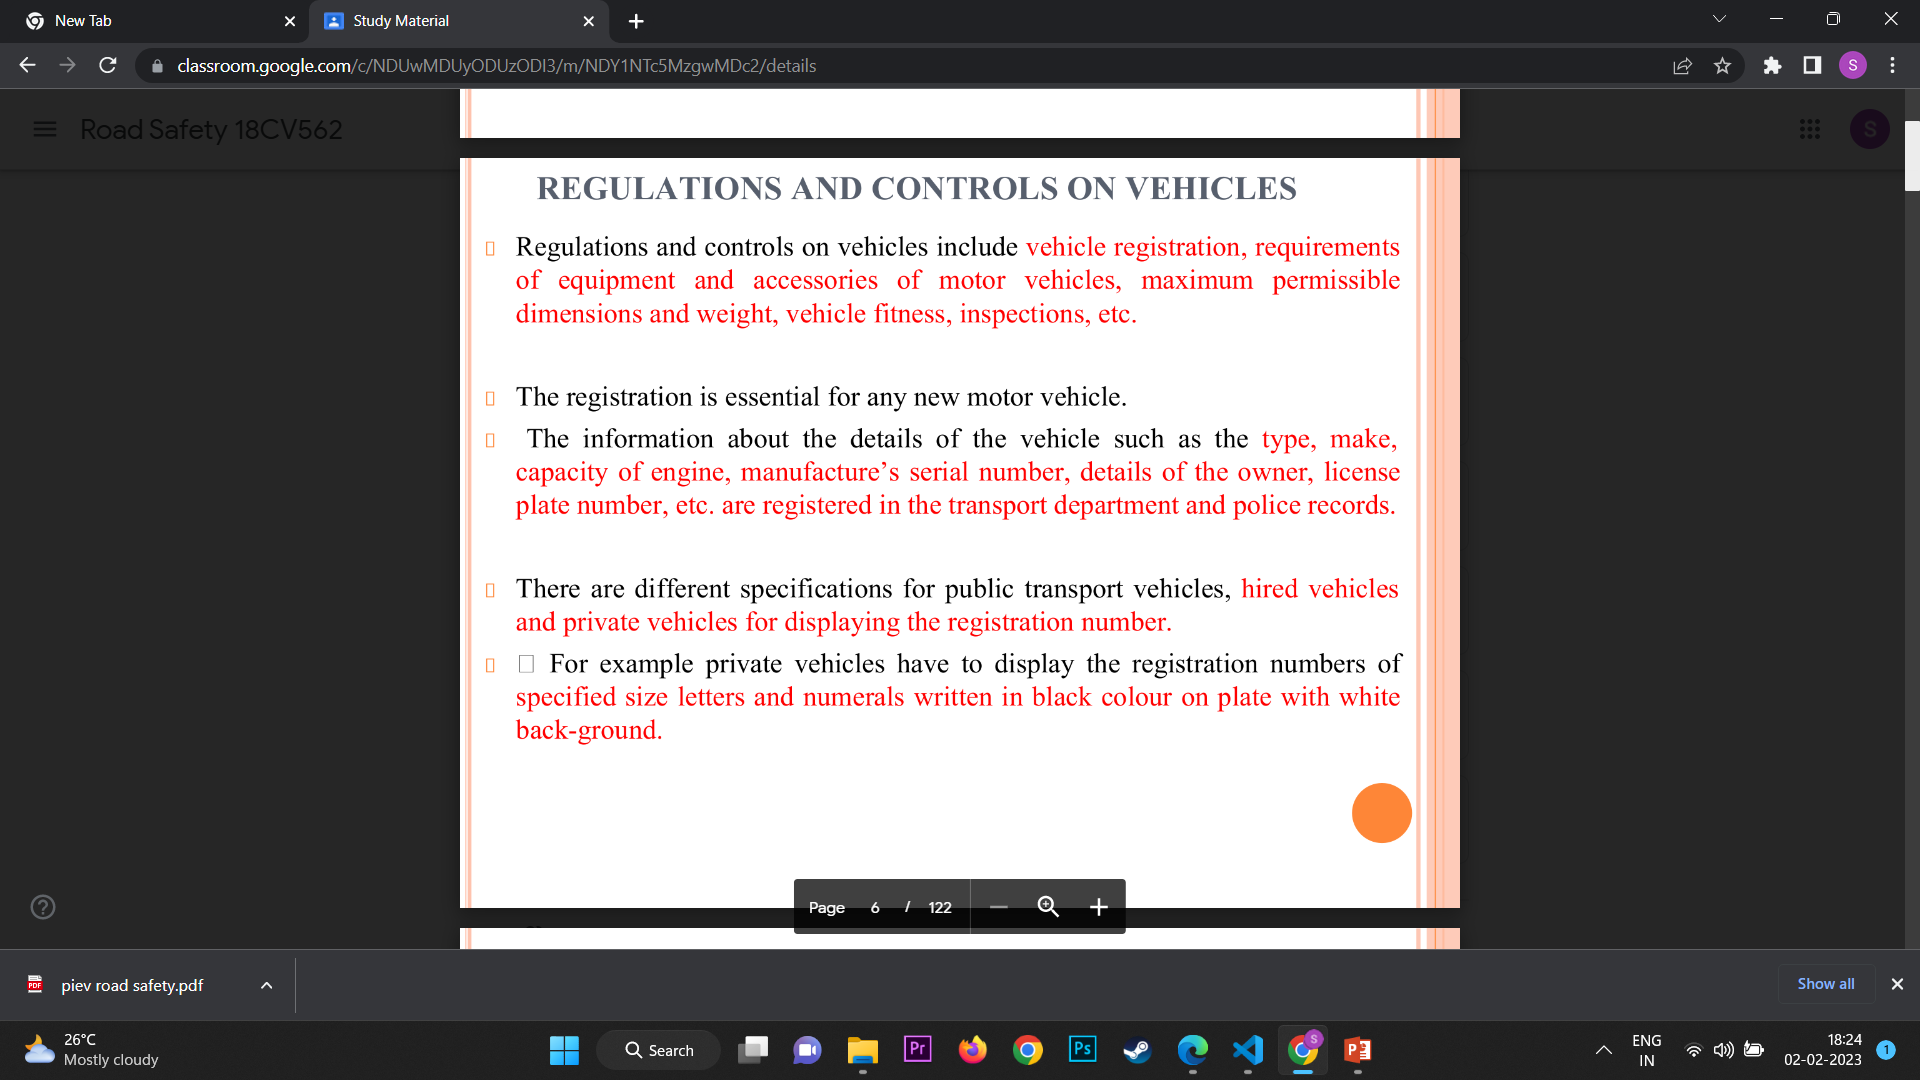 New Tab
Study Material
classroom.google.com/c/NDUwMDUyODUzODI3/m/NDY1NTc5MzgwMDc2/details
S
Road Safety 18CV562
S
REGULATIONS AND CONTROLS ON VEHICLES
Regulations and controls on vehicles include vehicle registration, requirements
of equipment and accessories of motor vehicles, maximum permissible
dimensions and weight, vehicle fitness, inspections, etc.
The registration is essential for any new motor vehicle.
The information about the details of the vehicle such as the type, make,
capacity of engine, manufacture's serial number, details of the owner, license
plate number, etc. are registered in the transport department and police records.
There are different specifications for public transport vehicles, hired vehicles
and private vehicles for displaying the registration number.
For example private vehicles have to display the registration numbers of
specified size letters and numerals written in black colour on plate with white
back-ground.
Page 6 / 122
PDF
piev road safety.pdf
Show all
26°C
Mostly cloudy
Search
Pr
Ps
S
P
ENG
IN
18:24
02-02-2023
1